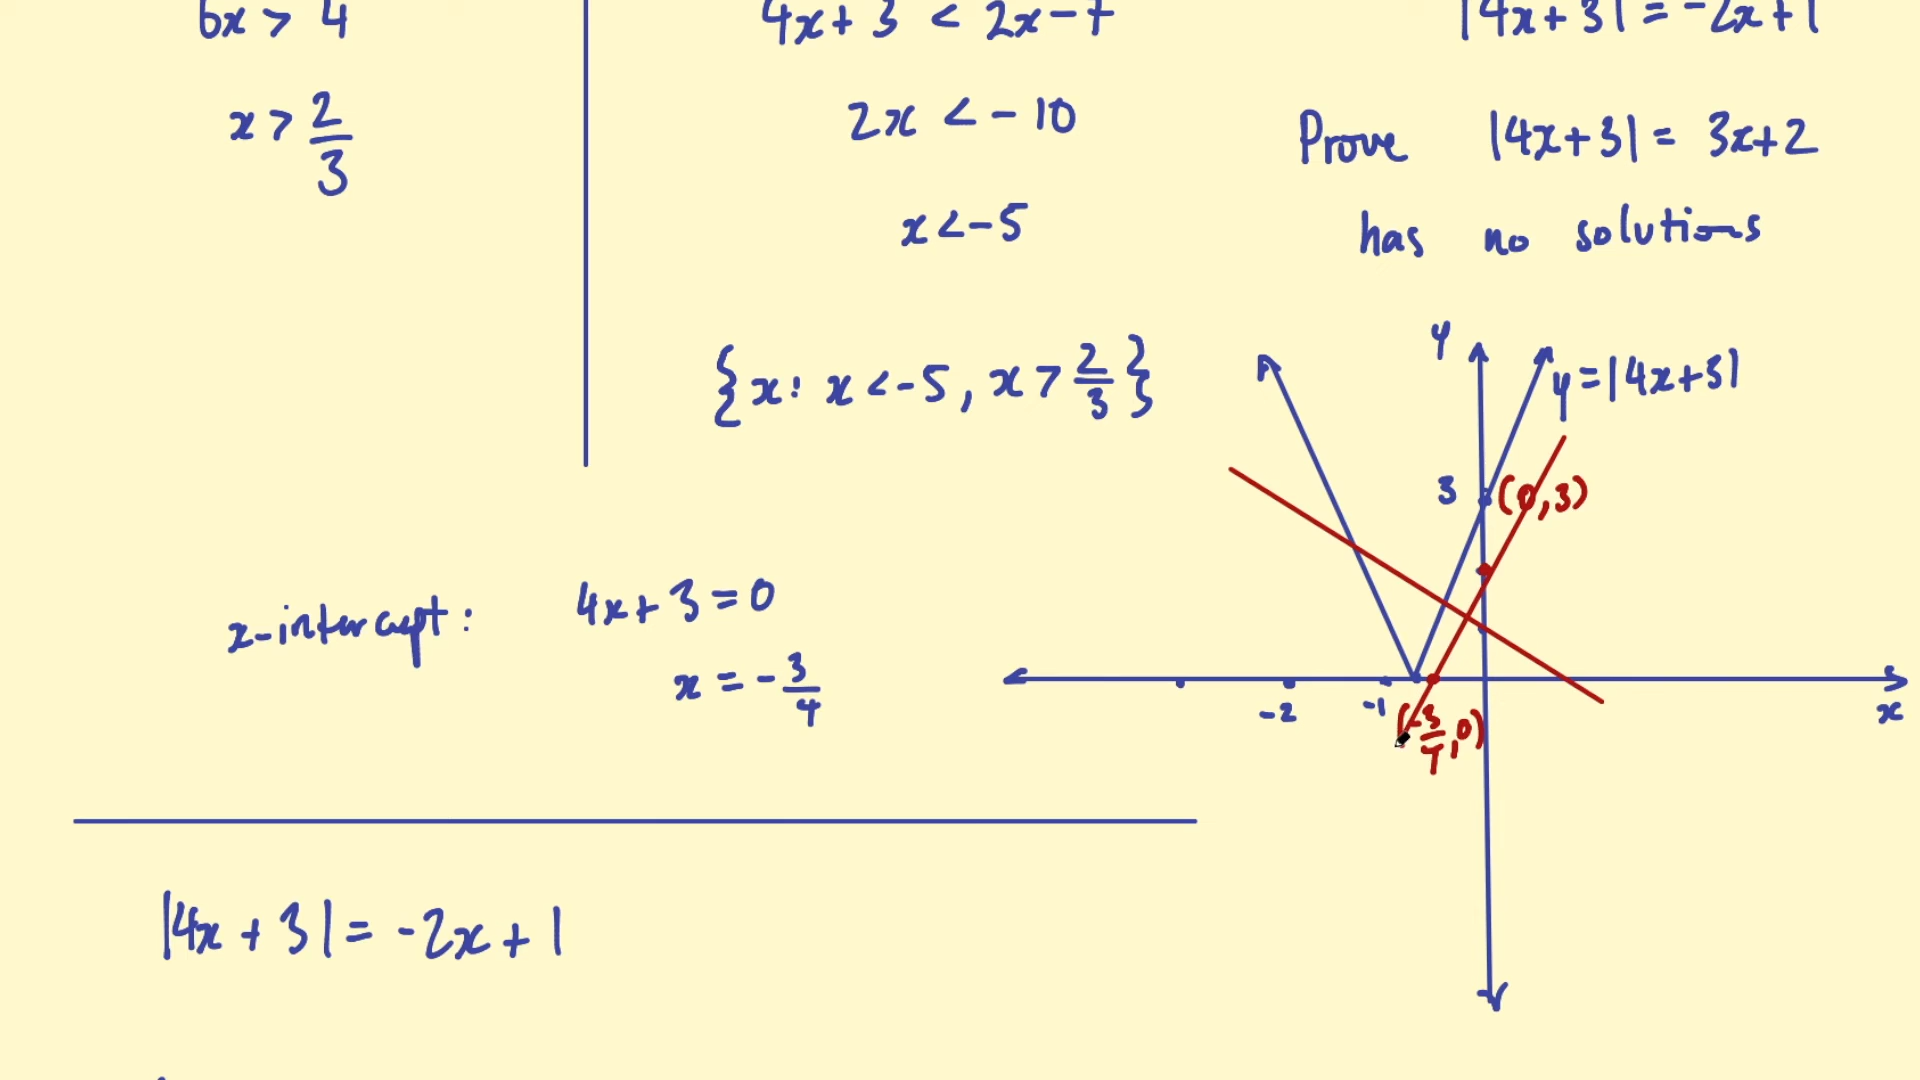 6x > 4
x > 2/3
4x + 3 < 2x - 7
2x < - 10
x < -5
{x: x < -5, x > 2/3}
|4x + 3| = -2x + 1
Prove |4x+3| = 3x+2
has no solutions
y
y = |4x+3|
3 (0,3)
-2 -1 x
(-3/4, 0)
x-intercept: 4x + 3 = 0
x = - 3/4
|4x + 3| = -2x + 1